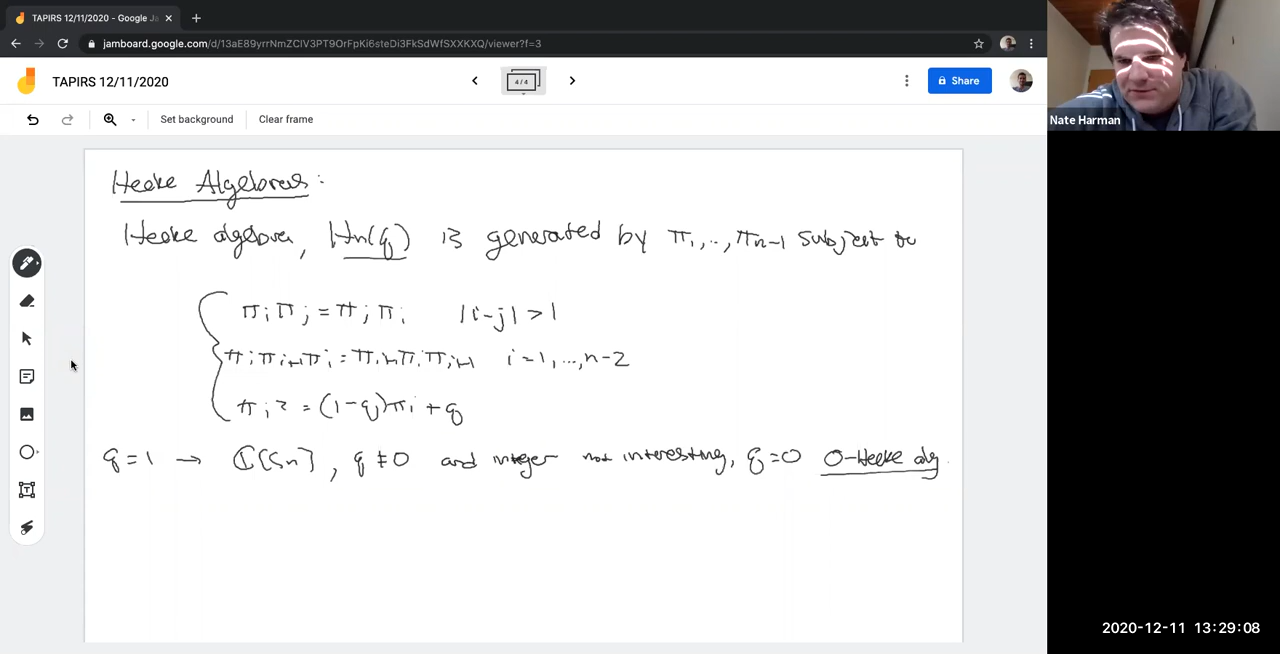 TAPIRS 12/11/2020 - Google Ja
jamboard.google.com/d/13aE89yrrNmZClV3PT9OrFpKi6steDi3FkSdWfSXXKXQ/viewer?f=3
TAPIRS 12/11/2020
4/4
Share
Set background
Clear frame
Nate Harman
Hecke Algebras:
Hecke algebra, Hn(q) is generated by π1,..,πn-1 subject to
πiπj = πjπi |i-j| > 1
πiπi+1πi = πi+1πiπi+1 i=1,...,n-2
πi² = (1-q)πi + q
q=1 → ℂ[Sn], q ≠ 0 and integer not interesting, q=0 0-Hecke alg
2020-12-11 13:29:08